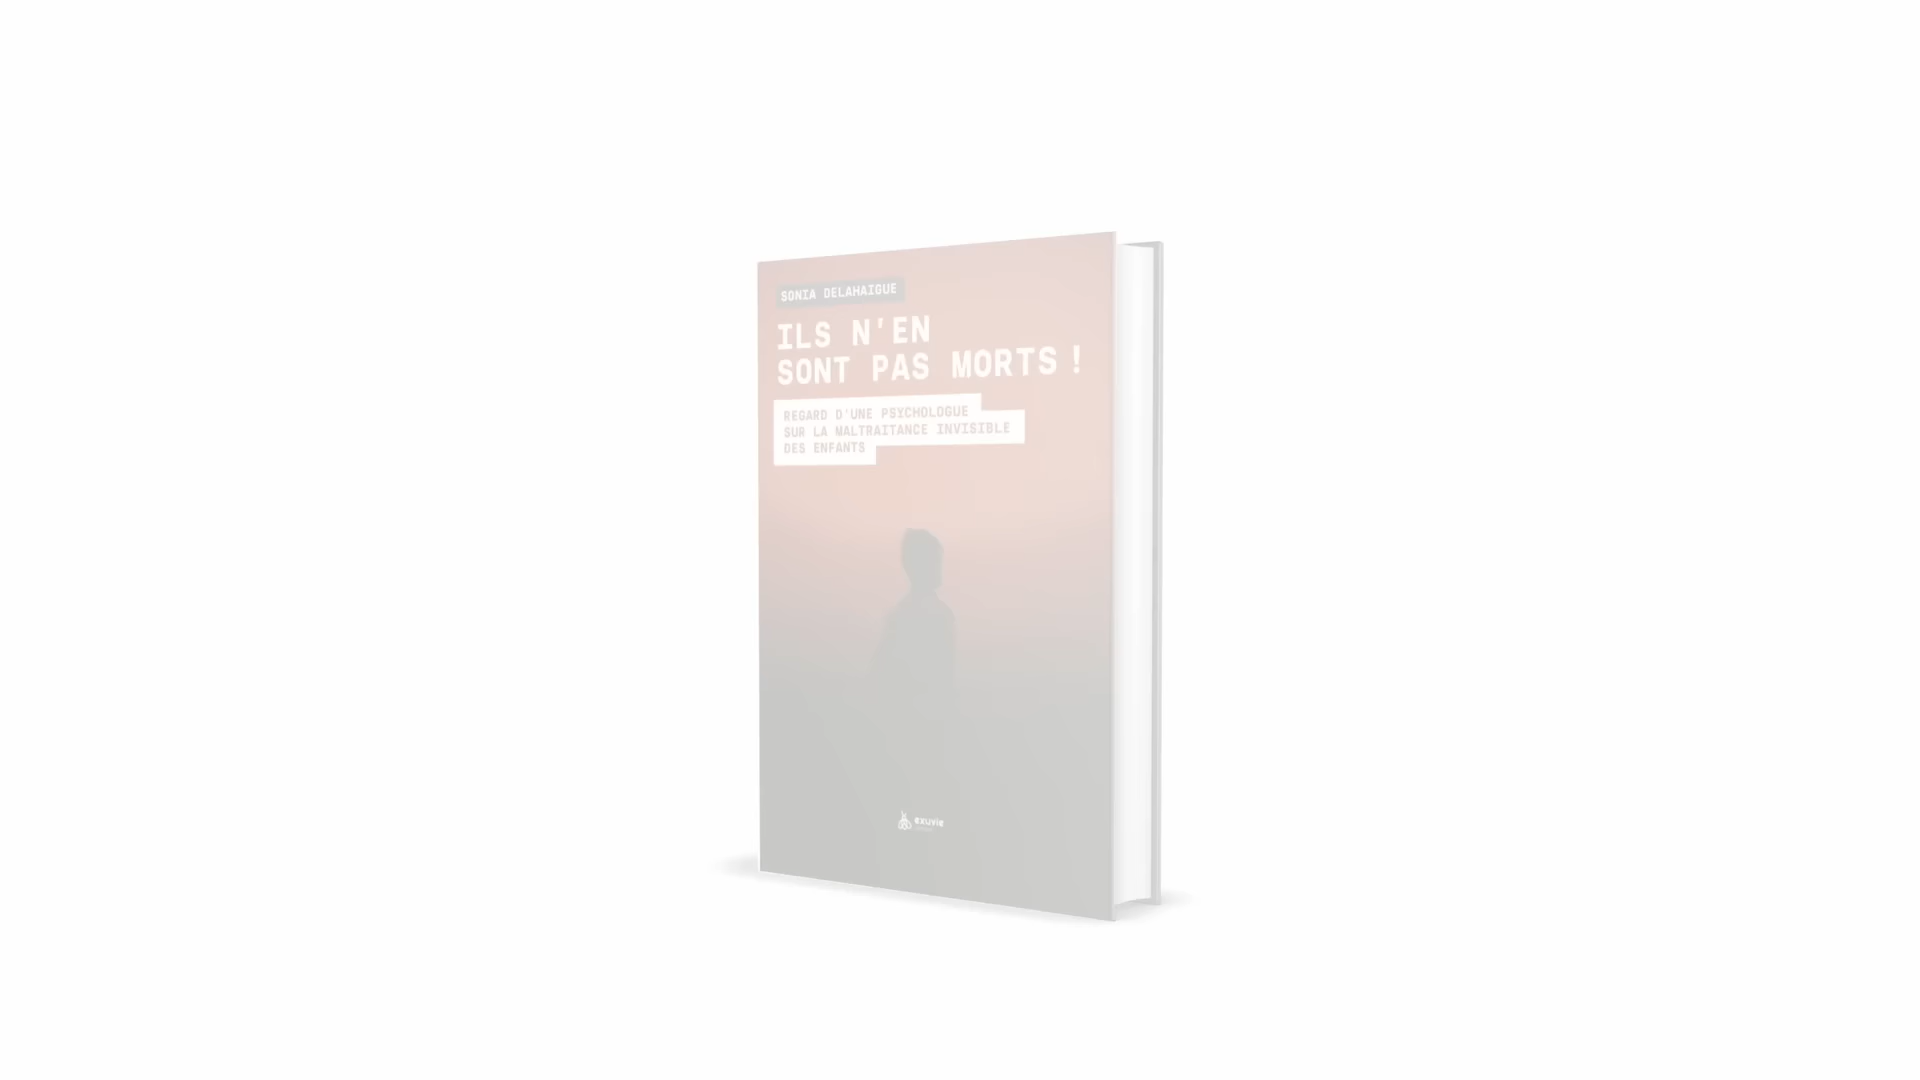 SONIA DELAHAIGUE
ILS N'EN
SONT PAS MORTS !
REGARD D'UNE PSYCHOLOGUE
SUR LA MALTRAITANCE INVISIBLE
DES ENFANTS
exuvie